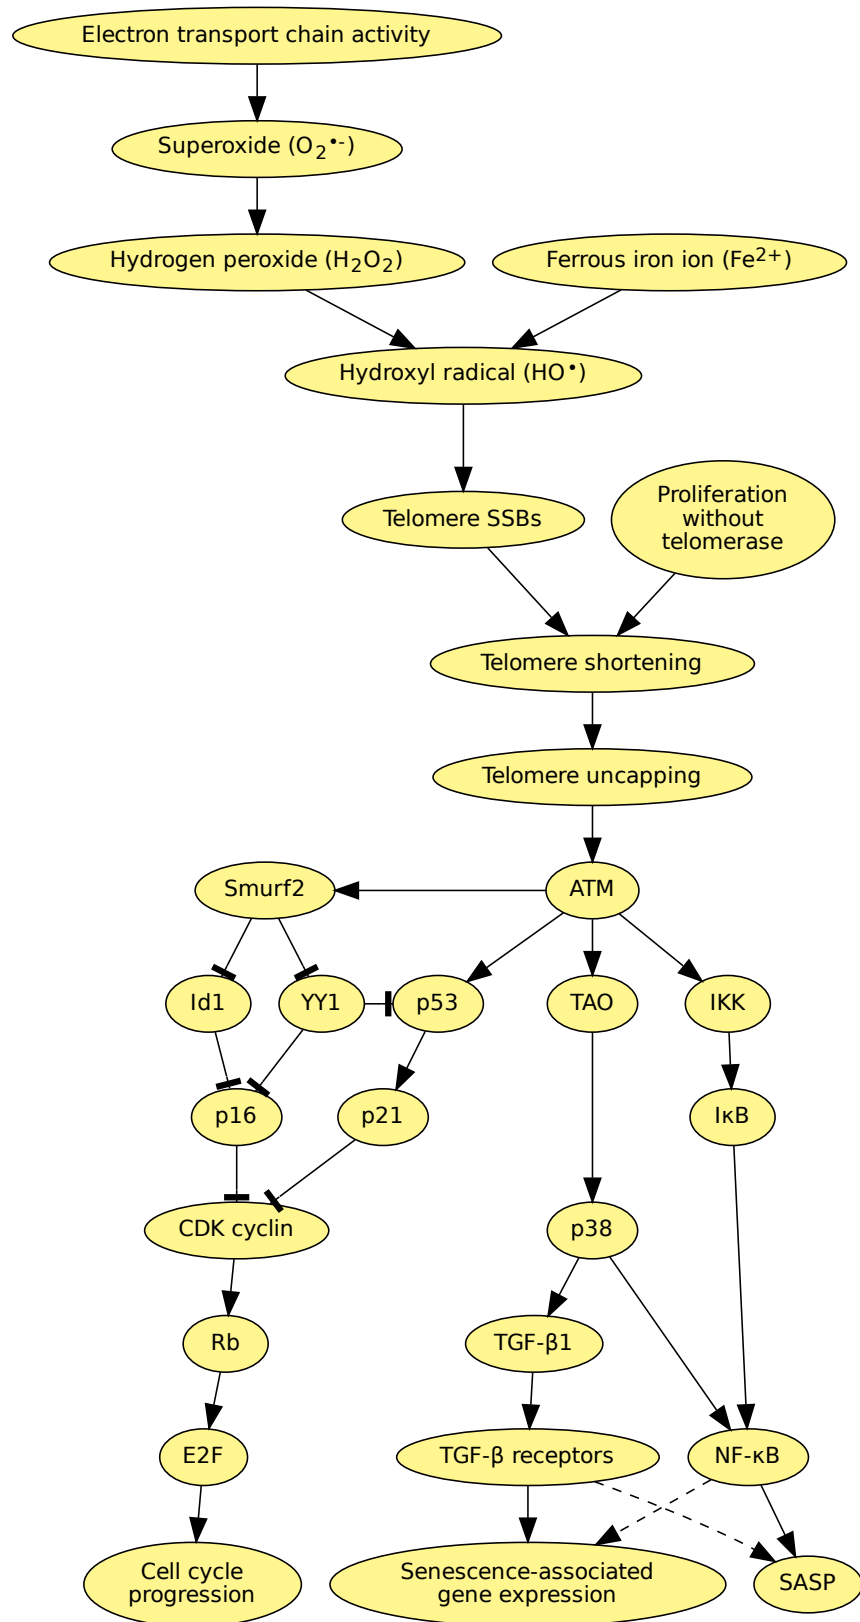 Electron transport chain activity
Superoxide (O₂•-)
Hydrogen peroxide (H₂O₂)
Ferrous iron ion (Fe²⁺)
Hydroxyl radical (HO•)
Telomere SSBs
Proliferation
without
telomerase
Telomere shortening
Telomere uncapping
Smurf2
ATM
Id1
YY1
p53
TAO
IKK
p16
p21
IκB
CDK cyclin
p38
Rb
TGF-β1
E2F
TGF-β receptors
NF-κB
Cell cycle
progression
Senescence-associated
gene expression
SASP